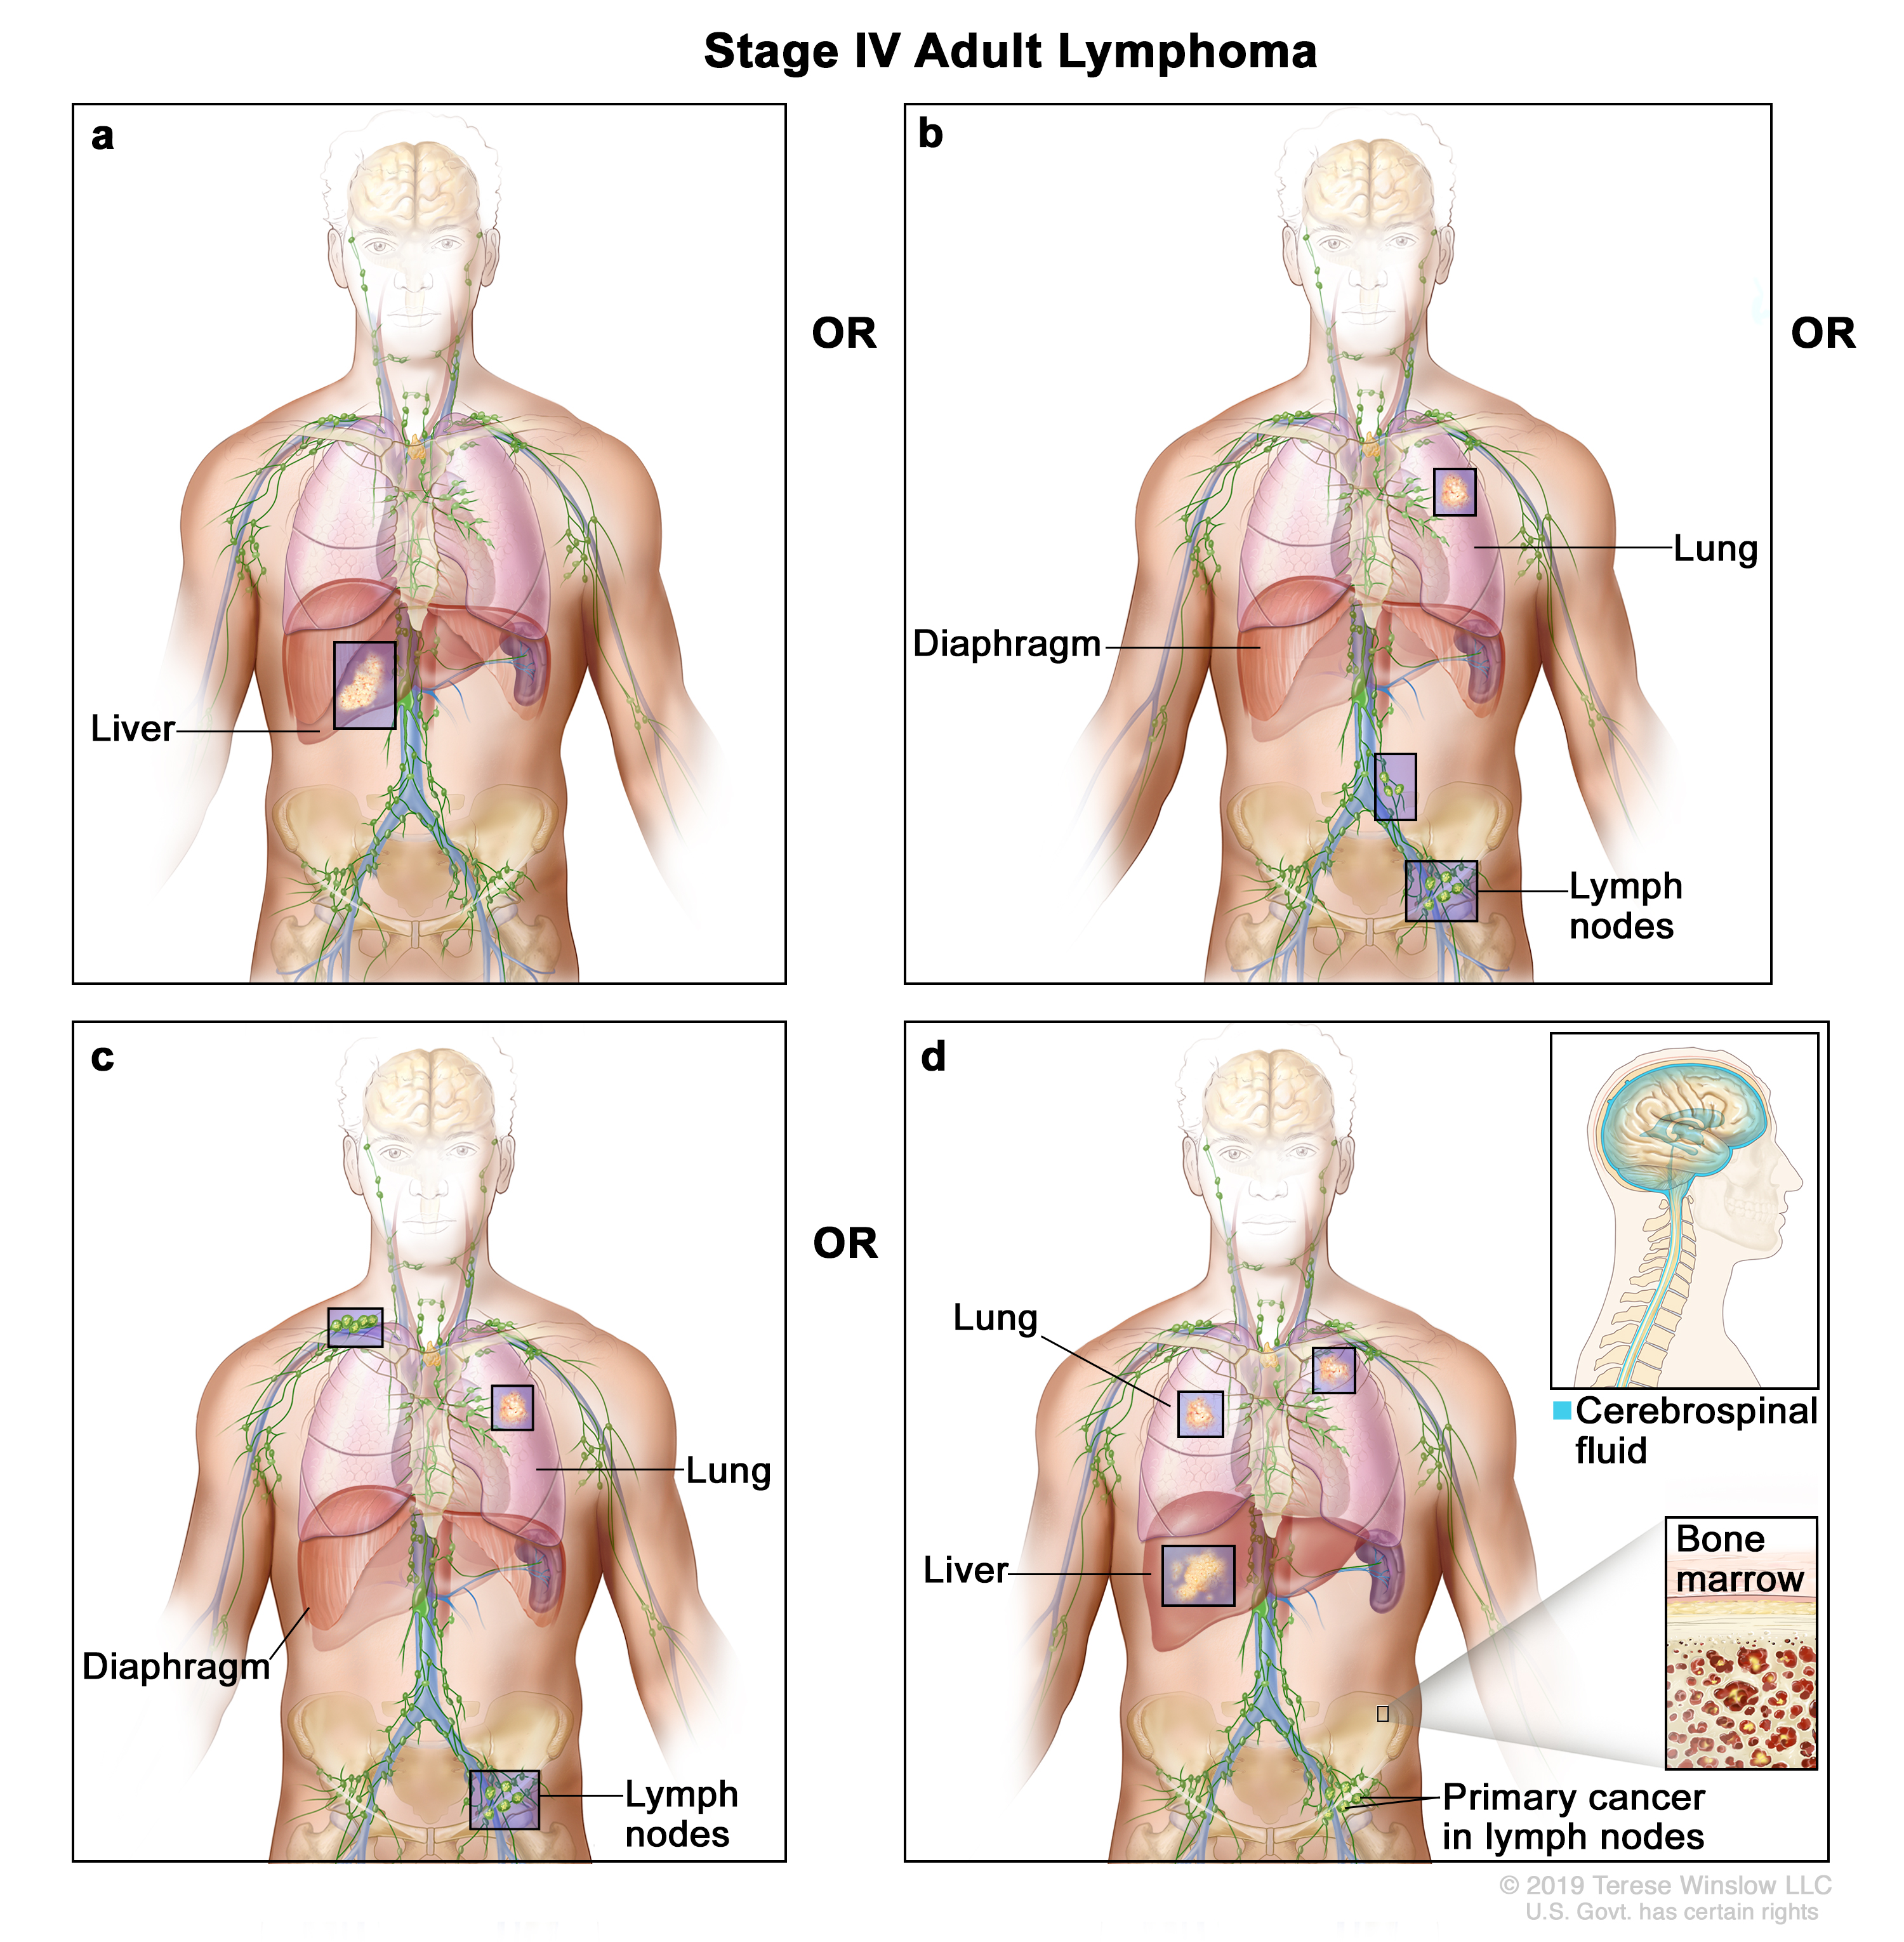 Stage IV Adult Lymphoma
a
Liver
OR
b
Lung
Diaphragm
Lymph
nodes
OR
c
Lung
Diaphragm
Lymph
nodes
OR
d
Lung
Liver
Cerebrospinal
fluid
Bone
marrow
Primary cancer
in lymph nodes
© 2019 Terese Winslow LLC
U.S. Govt. has certain rights